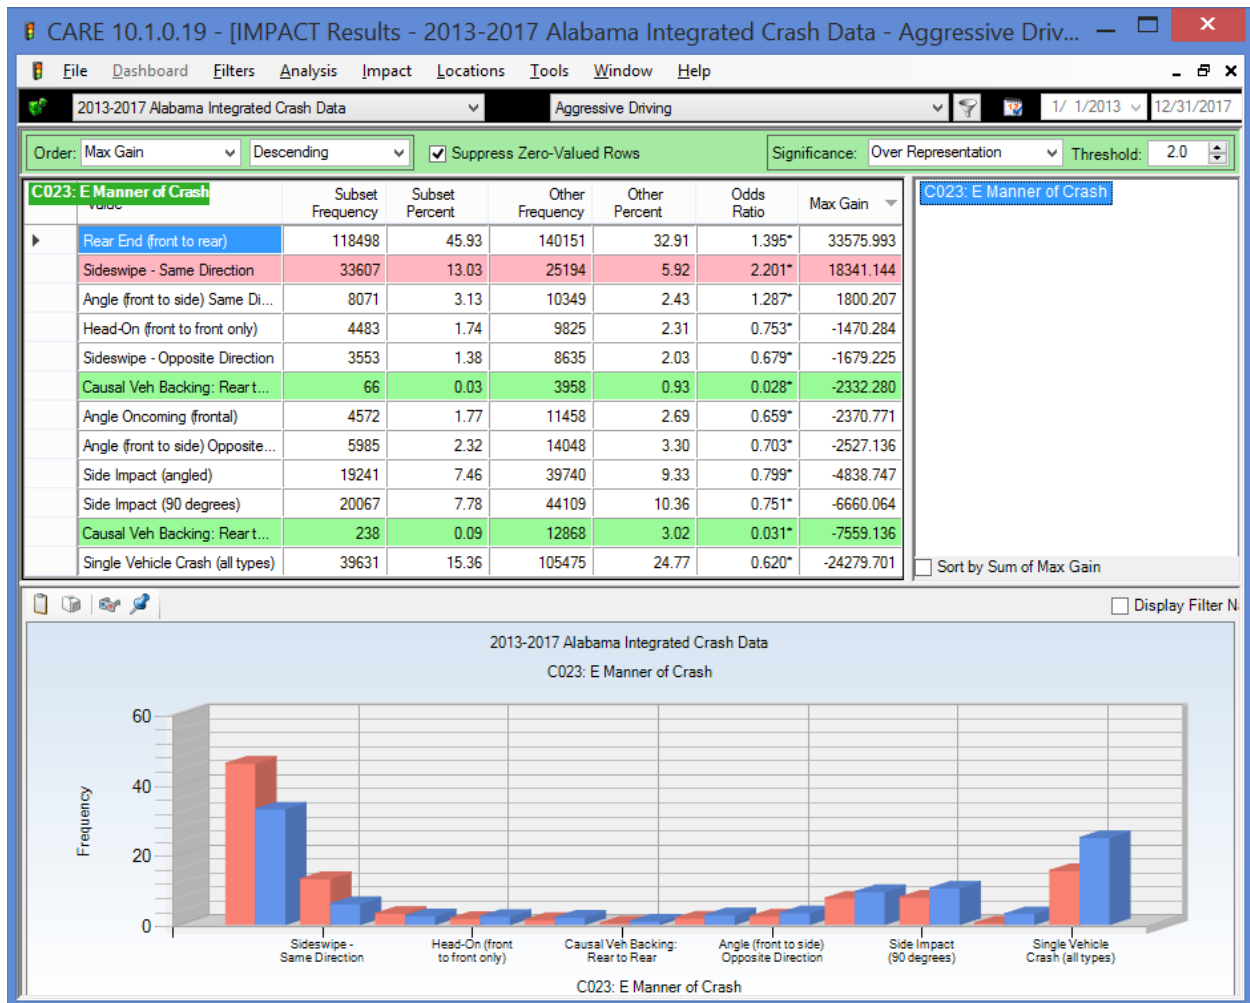 CARE 10.1.0.19 - [IMPACT Results - 2013-2017 Alabama Integrated Crash Data - Aggressive Driv...
File Dashboard Filters Analysis Impact Locations Tools Window Help
2013-2017 Alabama Integrated Crash Data Aggressive Driving 1/ 1/2013 12/31/2017
Order: Max Gain Descending Suppress Zero-Valued Rows Significance: Over Representation Threshold: 2.0
C023: E Manner of Crash Subset Frequency Subset Percent Other Frequency Other Percent Odds Ratio Max Gain
Rear End (front to rear) 118498 45.93 140151 32.91 1.395* 33575.993
Sideswipe - Same Direction 33607 13.03 25194 5.92 2.201* 18341.144
Angle (front to side) Same Di... 8071 3.13 10349 2.43 1.287* 1800.207
Head-On (front to front only) 4483 1.74 9825 2.31 0.753* -1470.284
Sideswipe - Opposite Direction 3553 1.38 8635 2.03 0.679* -1679.225
Causal Veh Backing: Rear t... 66 0.03 3958 0.93 0.028* -2332.280
Angle Oncoming (frontal) 4572 1.77 11458 2.69 0.659* -2370.771
Angle (front to side) Opposite... 5985 2.32 14048 3.30 0.703* -2527.136
Side Impact (angled) 19241 7.46 39740 9.33 0.799* -4838.747
Side Impact (90 degrees) 20067 7.78 44109 10.36 0.751* -6660.064
Causal Veh Backing: Rear t... 238 0.09 12868 3.02 0.031* -7559.136
Single Vehicle Crash (all types) 39631 15.36 105475 24.77 0.620* -24279.701
C023: E Manner of Crash
Sort by Sum of Max Gain
Display Filter N
2013-2017 Alabama Integrated Crash Data
C023: E Manner of Crash
60
40
20
0
Frequency
Sideswipe -
Same Direction
Head-On (front
to front only)
Causal Veh Backing:
Rear to Rear
Angle (front to side)
Opposite Direction
Side Impact
(90 degrees)
Single Vehicle
Crash (all types)
C023: E Manner of Crash